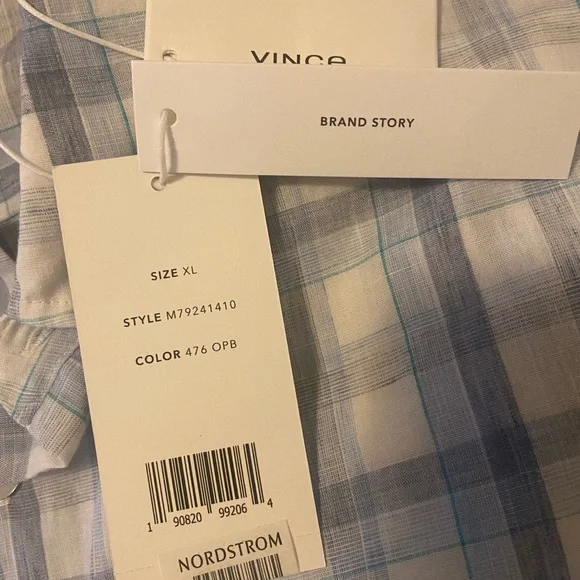 VINCE
BRAND STORY
SIZE XL
STYLE M79241410
COLOR 476 OPB
1 90820 99206 4
NORDSTROM